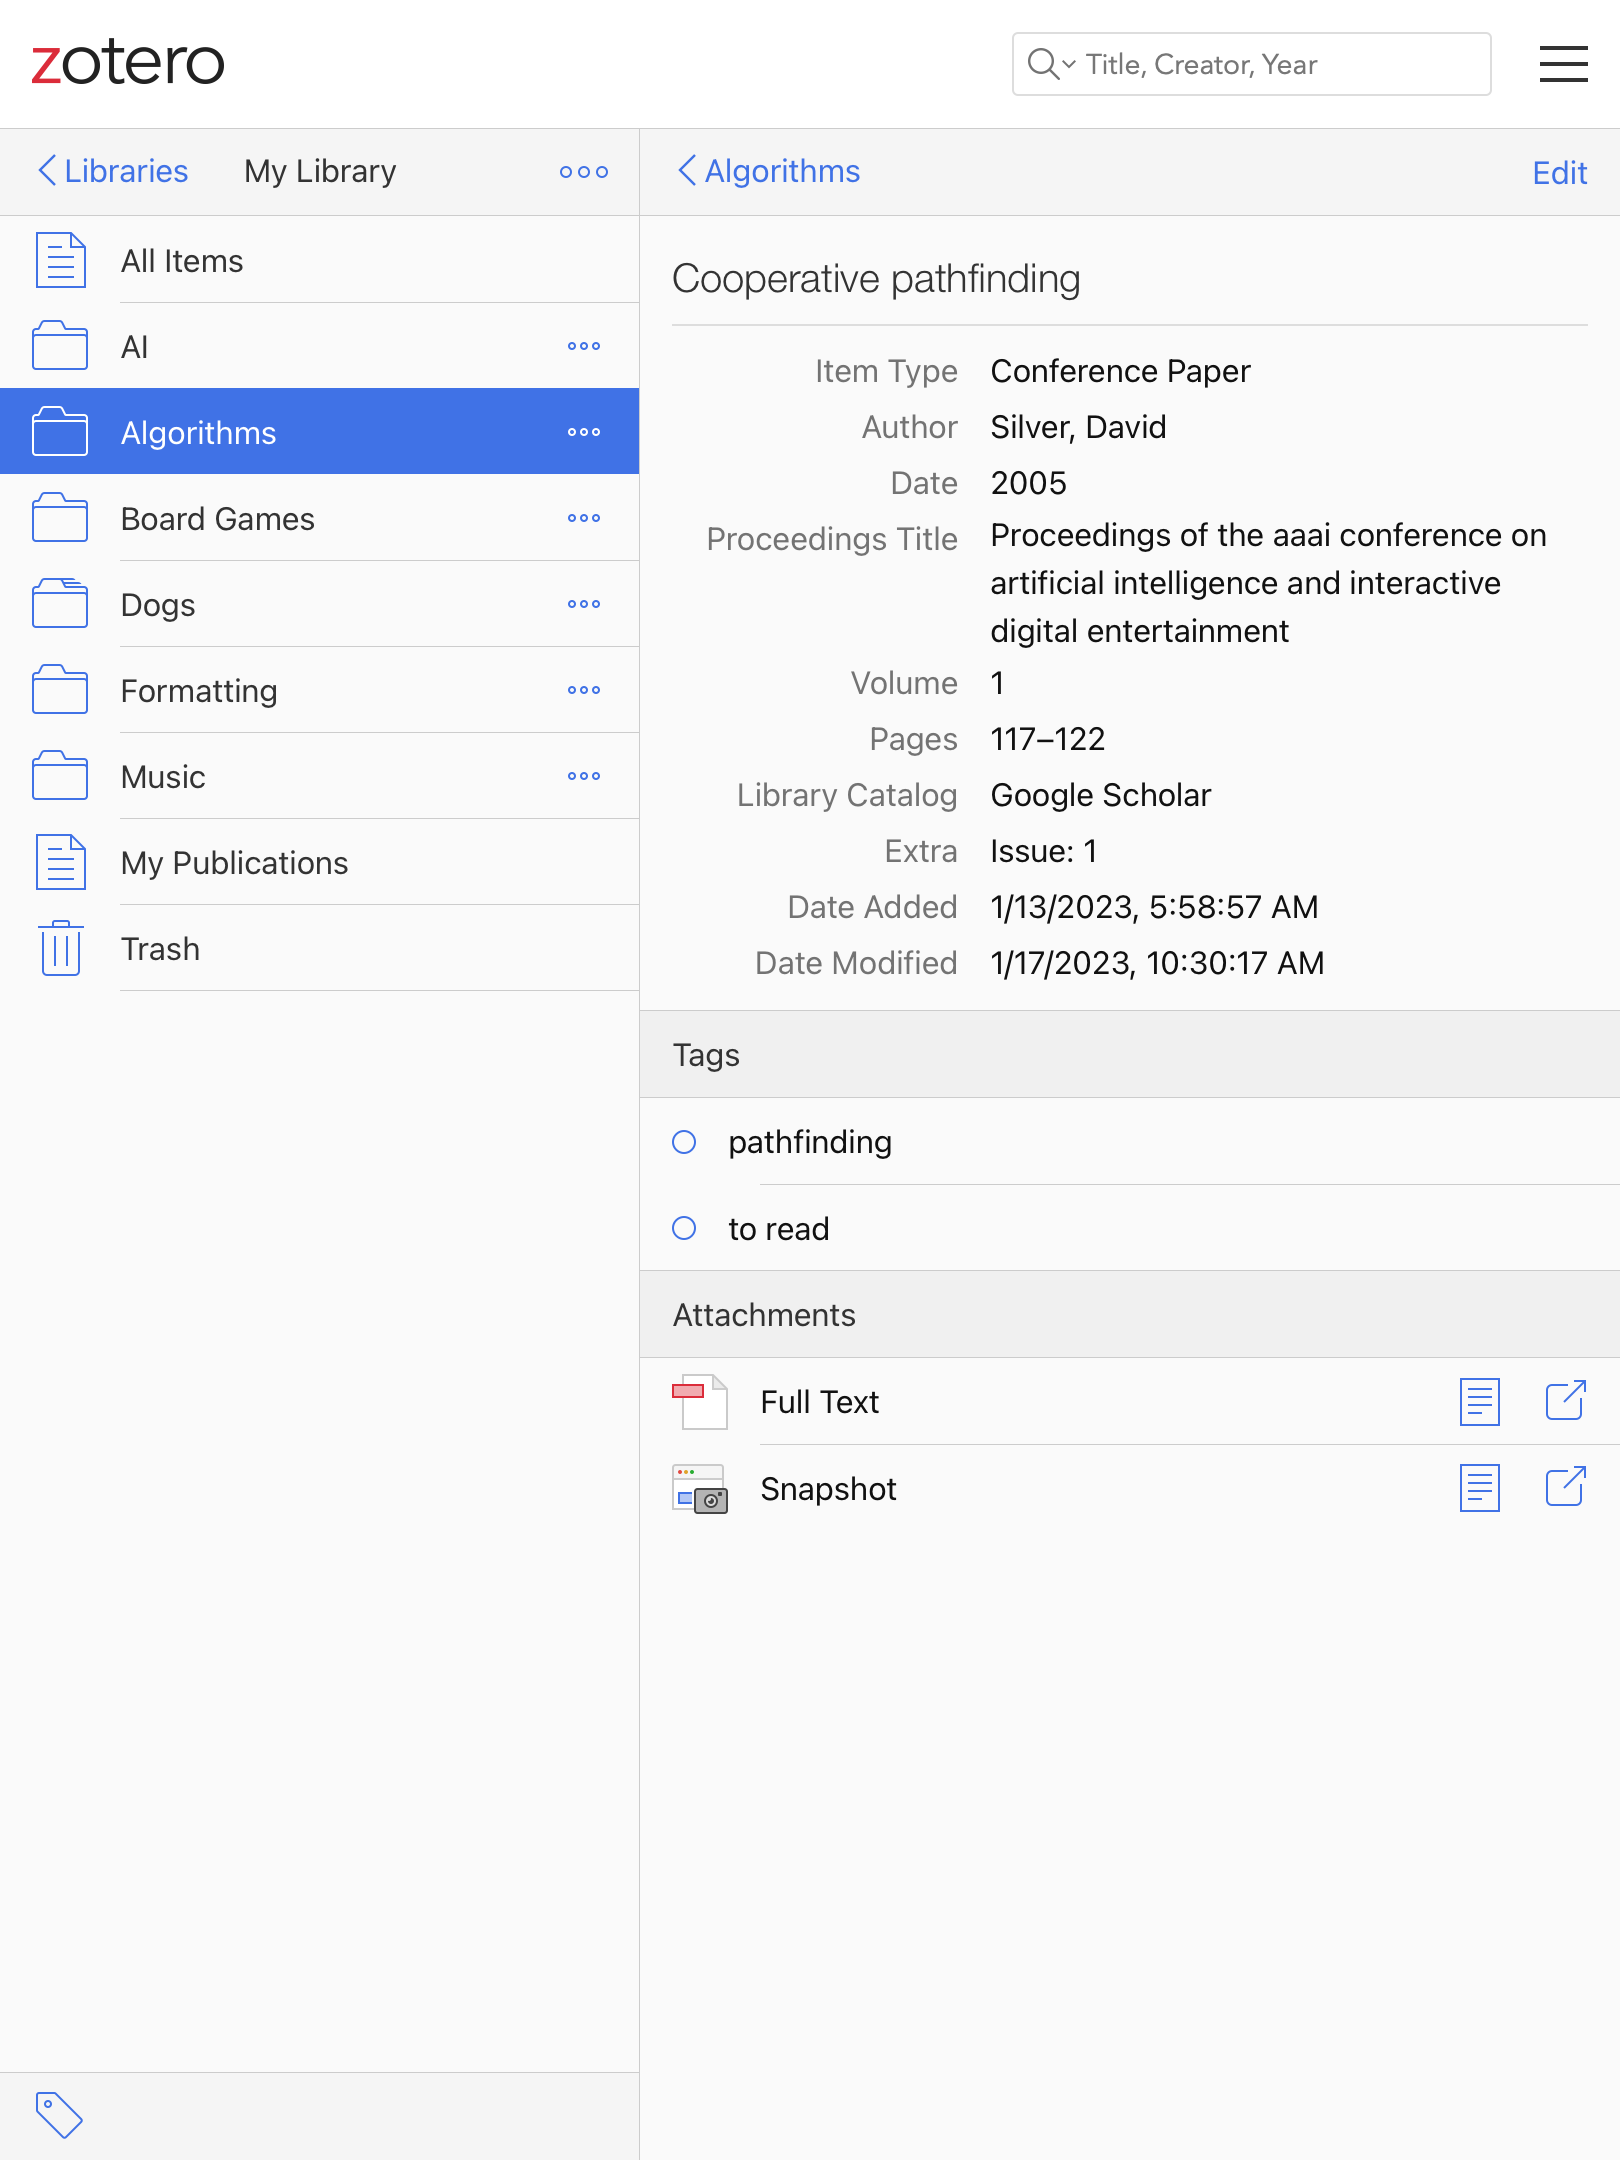 zotero
Title, Creator, Year
Libraries
My Library
All Items
AI
Algorithms
Board Games
Dogs
Formatting
Music
My Publications
Trash
Algorithms
Edit
Cooperative pathfinding
Item Type Conference Paper
Author Silver, David
Date 2005
Proceedings Title Proceedings of the aaai conference on
artificial intelligence and interactive
digital entertainment
Volume 1
Pages 117–122
Library Catalog Google Scholar
Extra Issue: 1
Date Added 1/13/2023, 5:58:57 AM
Date Modified 1/17/2023, 10:30:17 AM
Tags
pathfinding
to read
Attachments
Full Text
Snapshot